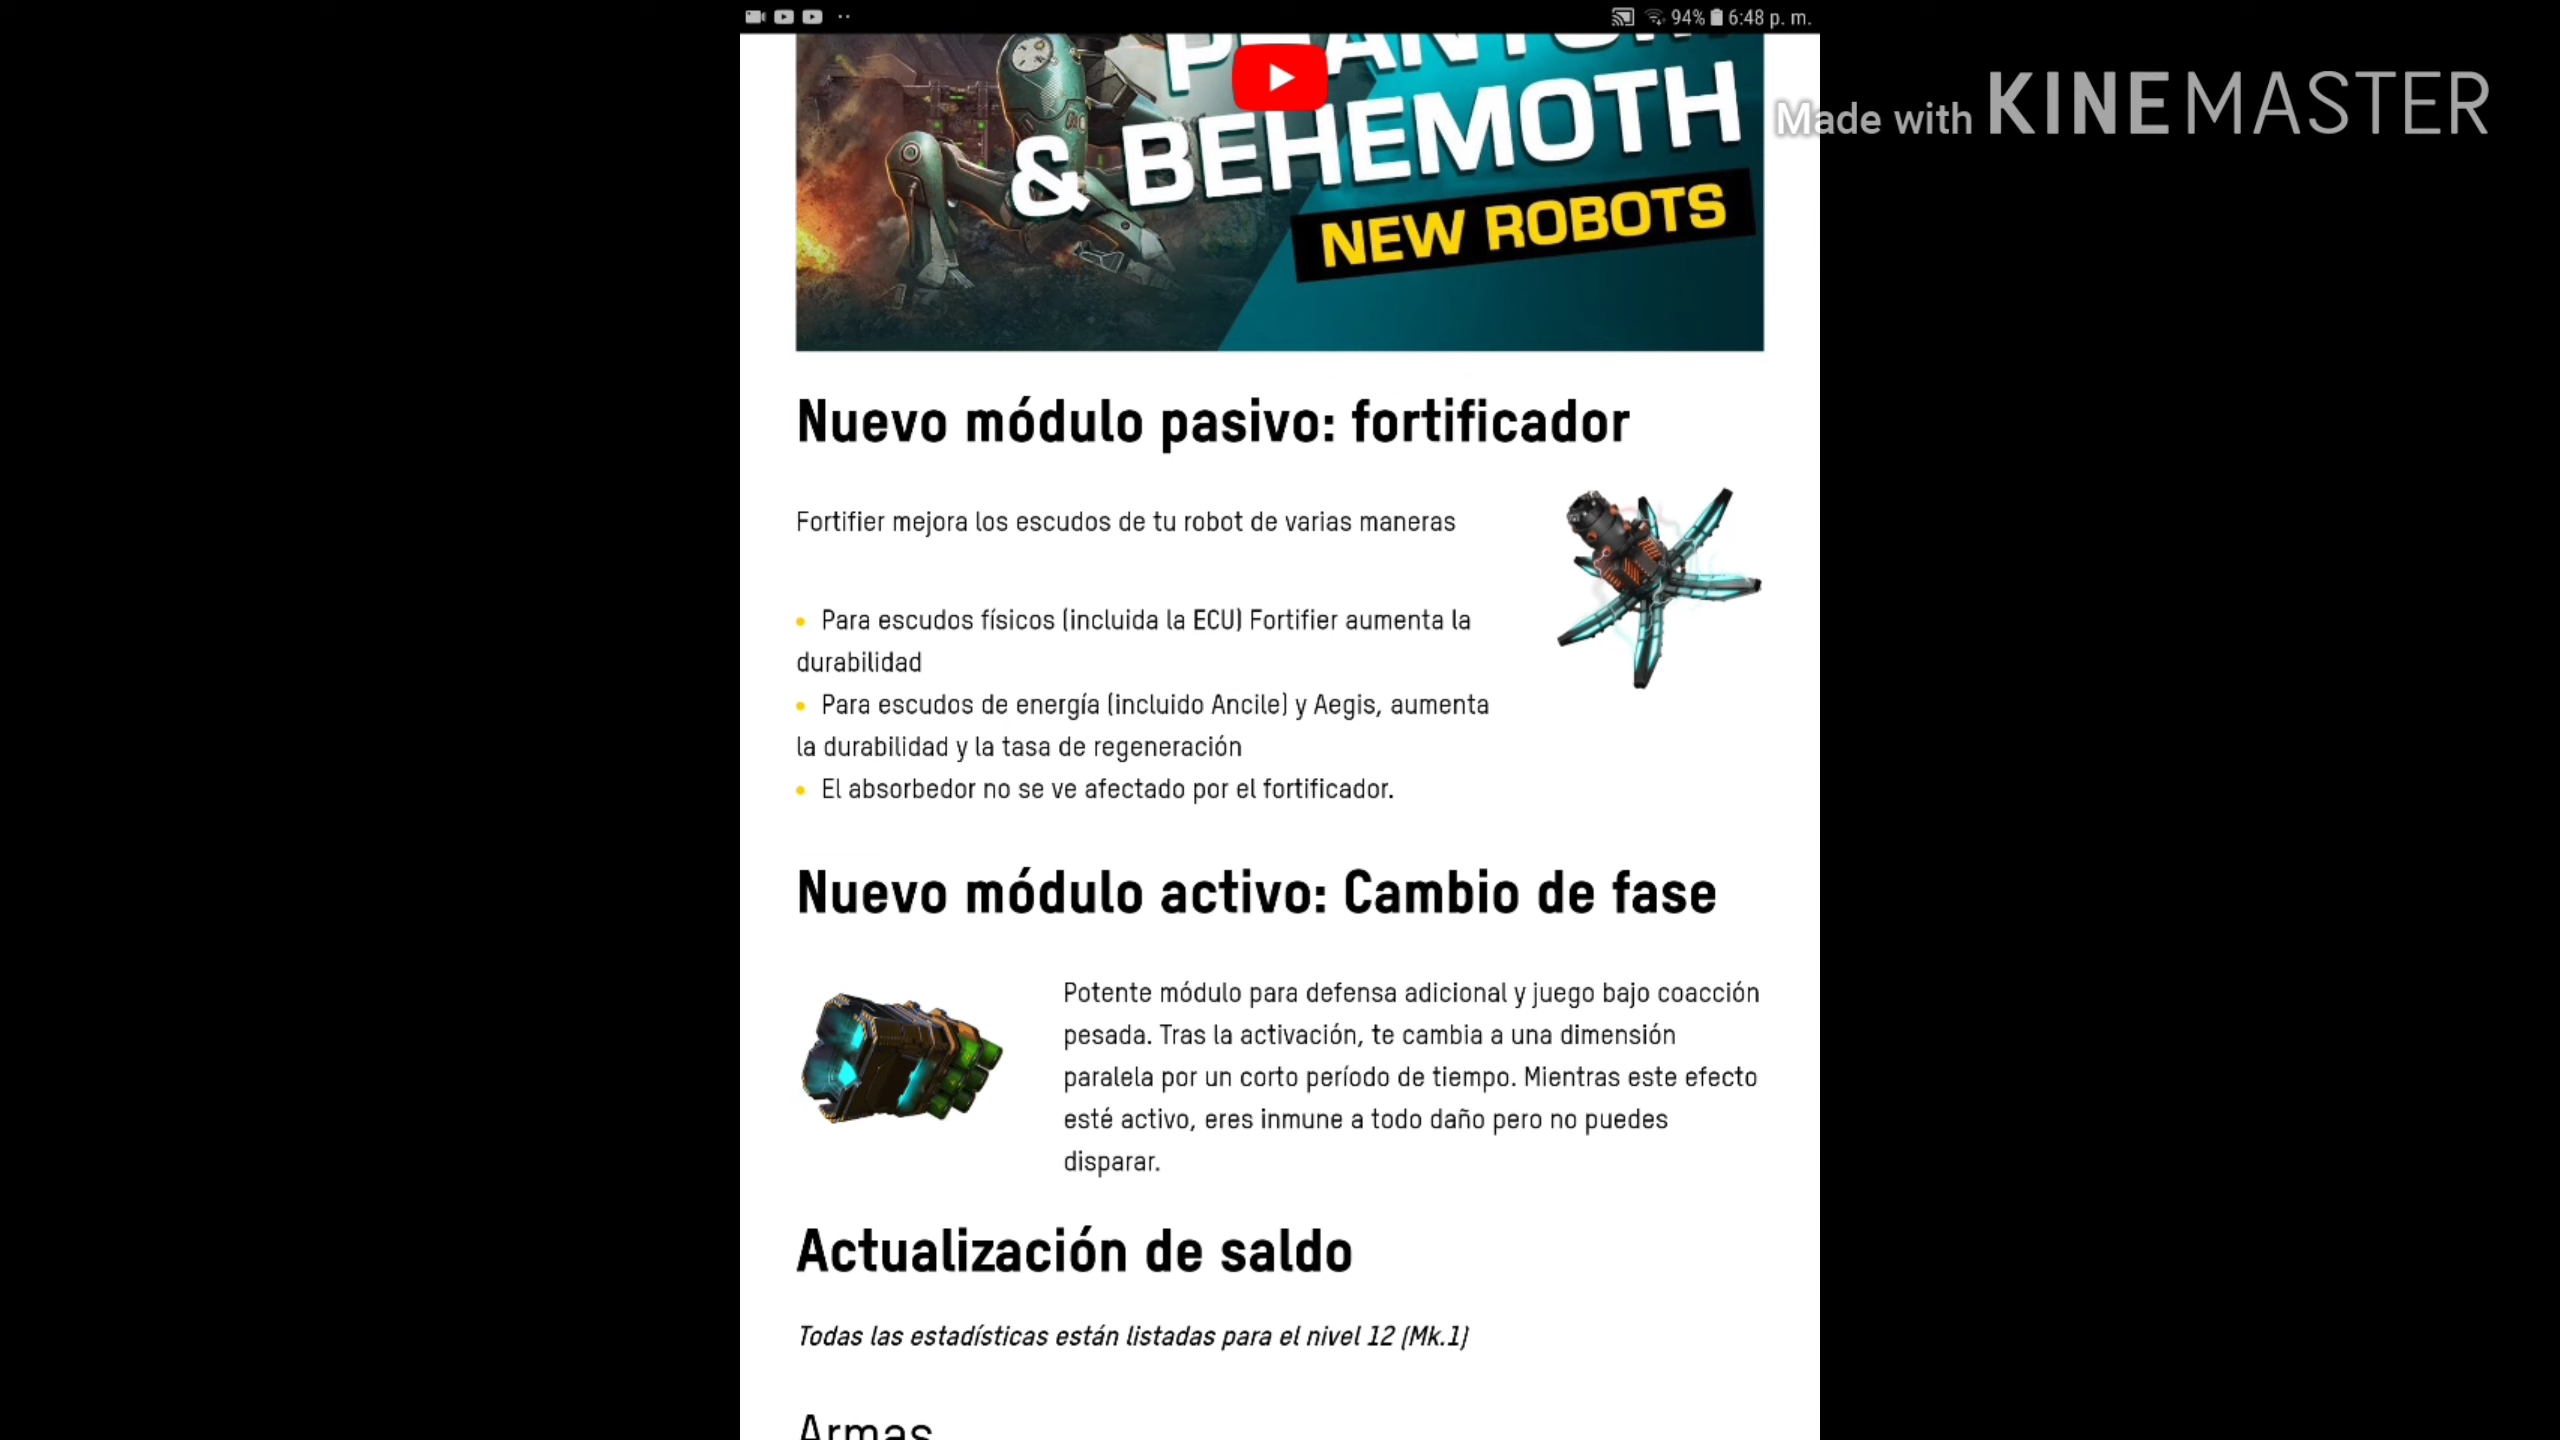 94% 6:48 p. m.
& BEHEMOTH
NEW ROBOTS
Made with KINEMASTER
Nuevo módulo pasivo: fortificador
Fortifier mejora los escudos de tu robot de varias maneras
• Para escudos físicos (incluida la ECU) Fortifier aumenta la
durabilidad
• Para escudos de energía (incluido Ancile) y Aegis, aumenta
la durabilidad y la tasa de regeneración
• El absorbedor no se ve afectado por el fortificador.
Nuevo módulo activo: Cambio de fase
Potente módulo para defensa adicional y juego bajo coacción
pesada. Tras la activación, te cambia a una dimensión
paralela por un corto período de tiempo. Mientras este efecto
esté activo, eres inmune a todo daño pero no puedes
disparar.
Actualización de saldo
Todas las estadísticas están listadas para el nivel 12 (Mk.1)
Armas